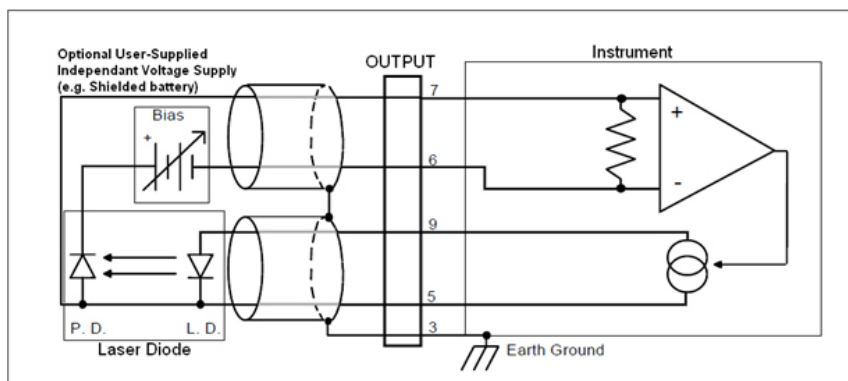 Optional User-Supplied
Independant Voltage Supply
(e.g. Shielded battery)
OUTPUT
Instrument
Bias
+
7
+
6
-
9
5
P. D.
L. D.
3
Laser Diode
Earth Ground